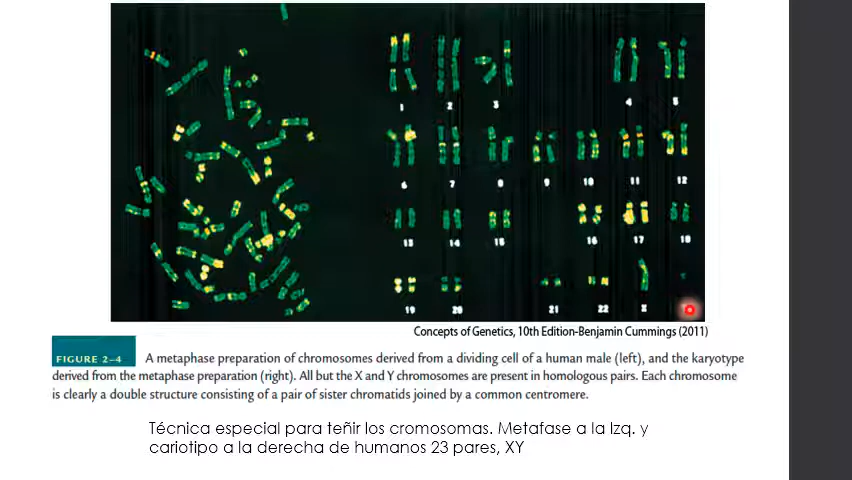 1 2 3 4 5
6 7 8 9 10 11 12
13 14 15 16 17 18
19 20 21 22 X
Concepts of Genetics, 10th Edition-Benjamin Cummings (2011)
FIGURE 2–4 A metaphase preparation of chromosomes derived from a dividing cell of a human male (left), and the karyotype
derived from the metaphase preparation (right). All but the X and Y chromosomes are present in homologous pairs. Each chromosome
is clearly a double structure consisting of a pair of sister chromatids joined by a common centromere.
Técnica especial para teñir los cromosomas. Metafase a la Izq. y
cariotipo a la derecha de humanos 23 pares, XY